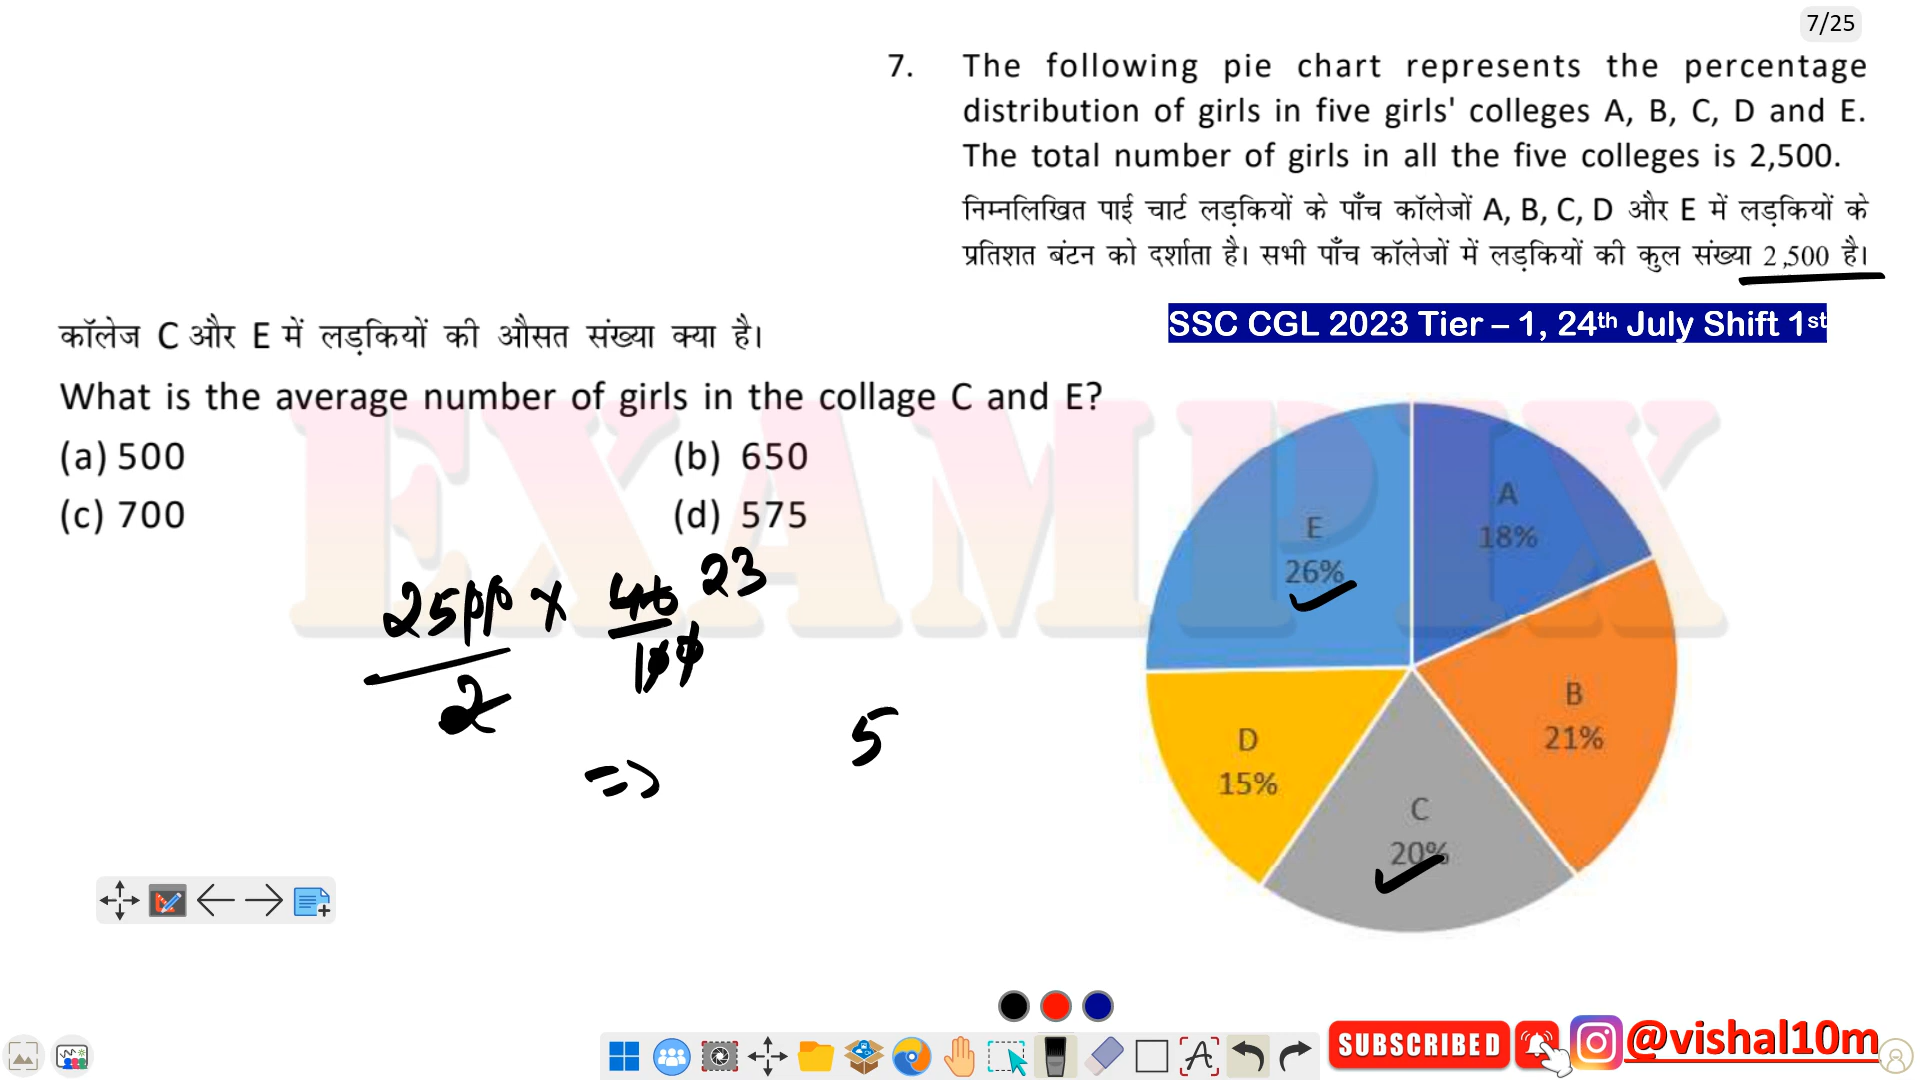 7/25
7. The following pie chart represents the percentage
distribution of girls in five girls' colleges A, B, C, D and E.
The total number of girls in all the five colleges is 2,500.
निम्नलिखित पाई चार्ट लड़कियों के पाँच कॉलेजों A, B, C, D और E में लड़कियों के
प्रतिशत बंटन को दर्शाता है। सभी पाँच कॉलेजों में लड़कियों की कुल संख्या 2,500 है।
SSC CGL 2023 Tier – 1, 24th July Shift 1st
कॉलेज C और E में लड़कियों की औसत संख्या क्या है।
What is the average number of girls in the collage C and E?
(a) 500 (b) 650
(c) 700 (d) 575
EXAMPIX
2500 × 46 23
2 100
=> 5
A
18%
B
21%
C
20%
D
15%
E
26%
SUBSCRIBED
@vishal10m